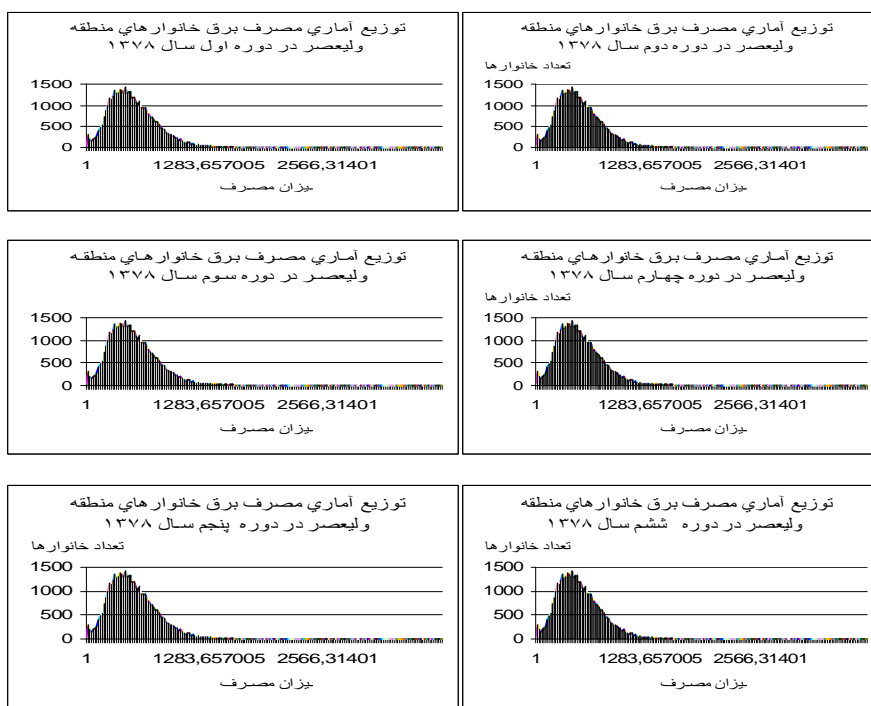 توزيع آماري مصرف برق خانوارهاي منطقه
وليعصر در دوره اول سال ۱۳۷۸
1500
1000
500
0
1 1283,657005 2566,31401
ميزان مصرف
توزيع آماري مصرف برق خانوارهاي منطقه
وليعصر در دوره دوم سال ۱۳۷۸
تعداد خانوارها
1500
1000
500
0
1 1283,657005 2566,31401
ميزان مصرف
توزيع آماري مصرف برق خانوارهاي منطقه
وليعصر در دوره سوم سال ۱۳۷۸
1500
1000
500
0
1 1283,657005 2566,31401
ميزان مصرف
توزيع آماري مصرف برق خانوارهاي منطقه
وليعصر در دوره چهارم سال ۱۳۷۸
تعداد خانوارها
1500
1000
500
0
1 1283,657005 2566,31401
ميزان مصرف
توزيع آماري مصرف برق خانوارهاي منطقه
وليعصر در دوره پنجم سال ۱۳۷۸
تعداد خانوارها
1500
1000
500
0
1 1283,657005 2566,31401
ميزان مصرف
توزيع آماري مصرف برق خانوارهاي منطقه
وليعصر در دوره ششم سال ۱۳۷۸
تعداد خانوارها
1500
1000
500
0
1 1283,657005 2566,31401
ميزان مصرف